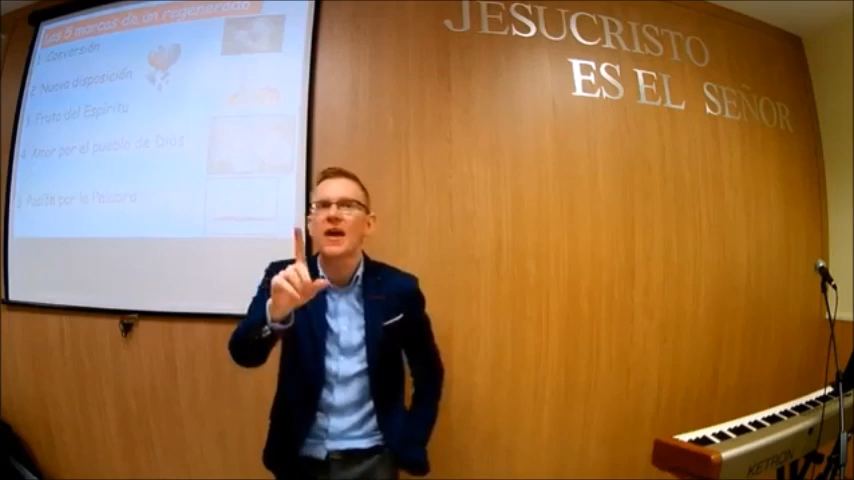 Las 5 marcas de un regenerado
1. Conversión
2. Nueva disposición
3. Fruto del Espíritu
4. Amor por el pueblo de Dios
5. Pasión por la Palabra
JESUCRISTO
ES EL SEÑOR
KETRON